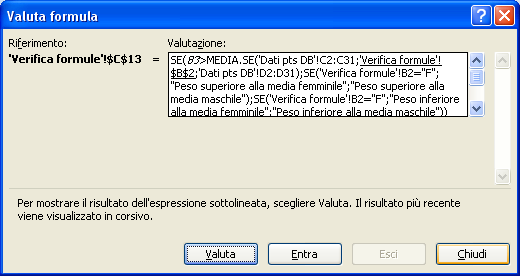 Valuta formula
Riferimento:
Valutazione:
'Verifica formule'!$C$13 =
SE(83>MEDIA.SE('Dati pts DB'!C2:C31;'Verifica formule'!
$B$2;'Dati pts DB'!D2:D31);SE('Verifica formule'!B2="F";
"Peso superiore alla media femminile";"Peso superiore alla
media maschile");SE('Verifica formule'!B2="F";"Peso inferiore
alla media femminile";"Peso inferiore alla media maschile"))
Per mostrare il risultato dell'espressione sottolineata, scegliere Valuta. Il risultato più recente
viene visualizzato in corsivo.
Valuta
Entra
Esci
Chiudi